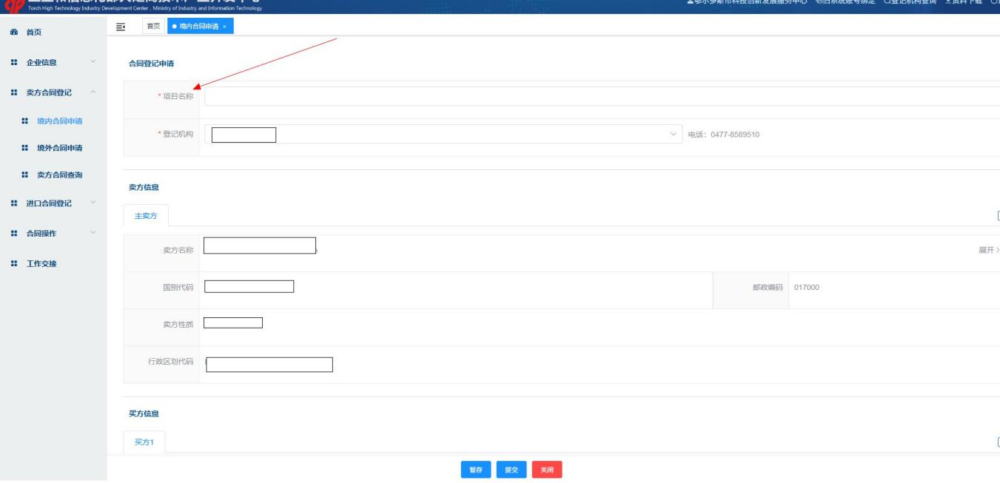 Torch High Technology Industry Development Center , Ministry of Industry and Information Technology
鄂尔多斯市科技创新发展服务中心 旧系统账号绑定 登记机构查询 资料下载
首页
首页 境内合同申请 ×
企业信息
合同登记申请
卖方合同登记
* 项目名称
境内合同申请
* 登记机构
电话: 0477-8589510
境外合同申请
卖方合同查询
卖方信息
进口合同登记
主卖方
合同操作
卖方名称
展开 >
工作交接
国别代码
邮政编码 017000
卖方性质
行政区划代码
买方信息
买方1
暂存 提交 关闭